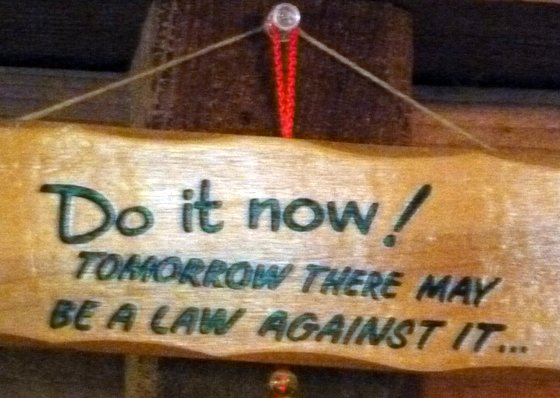 Do it now!
TOMORROW THERE MAY
BE A LAW AGAINST IT...